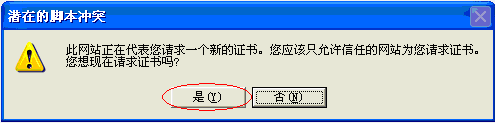 潜在的脚本冲突
此网站正在代表您请求一个新的证书。您应该只允许信任的网站为您请求证书。
您想现在请求证书吗?
是(Y)
否(N)